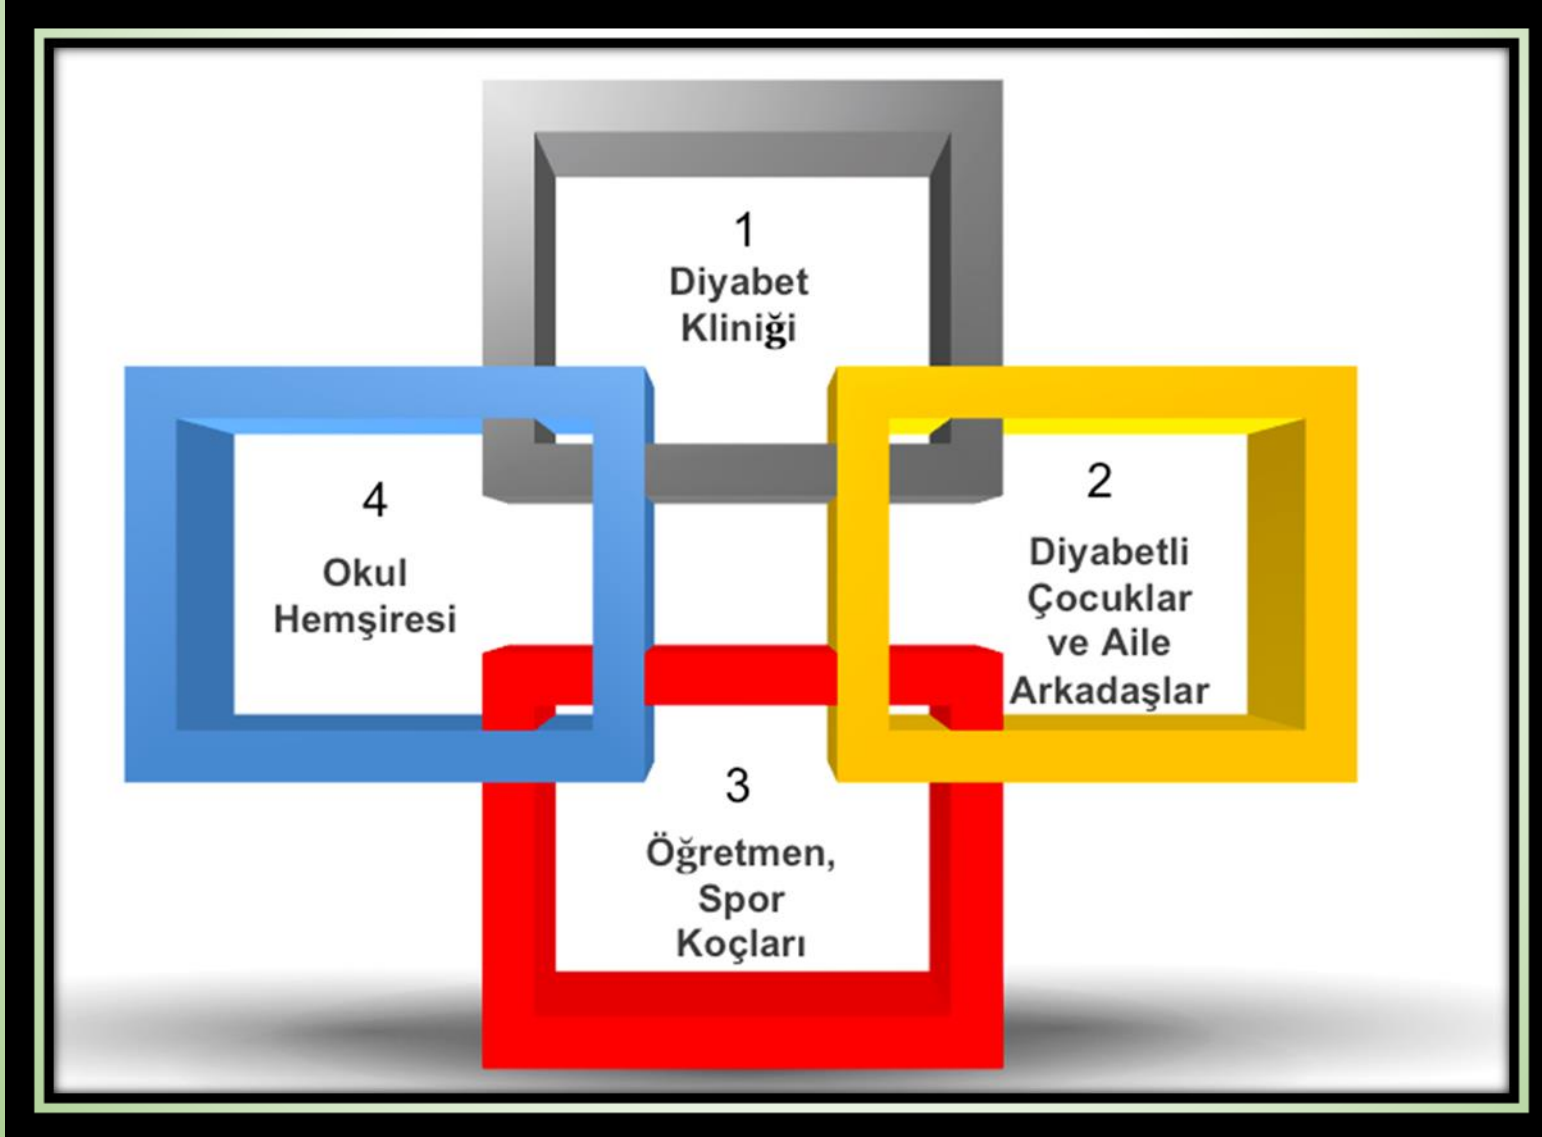 1
Diyabet
Kliniği
2
Diyabetli
Çocuklar
ve Aile
Arkadaşlar
3
Öğretmen,
Spor
Koçları
4
Okul
Hemşiresi